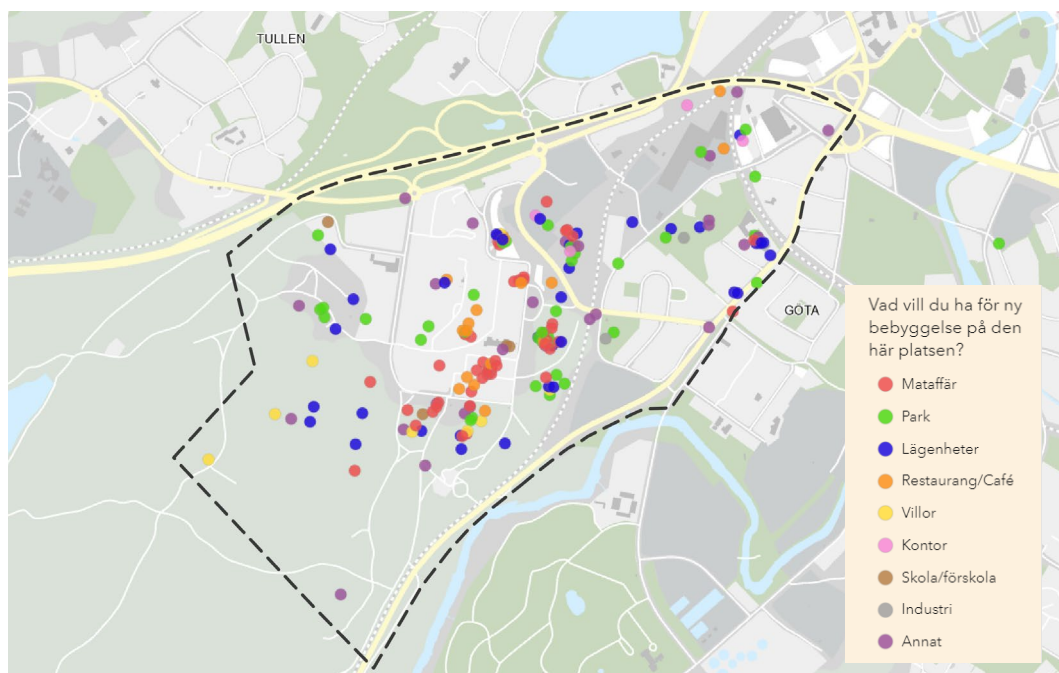 TULLEN
GÖTA
Vad vill du ha för ny
bebyggelse på den
här platsen?
Mataffär
Park
Lägenheter
Restaurang/Café
Villor
Kontor
Skola/förskola
Industri
Annat